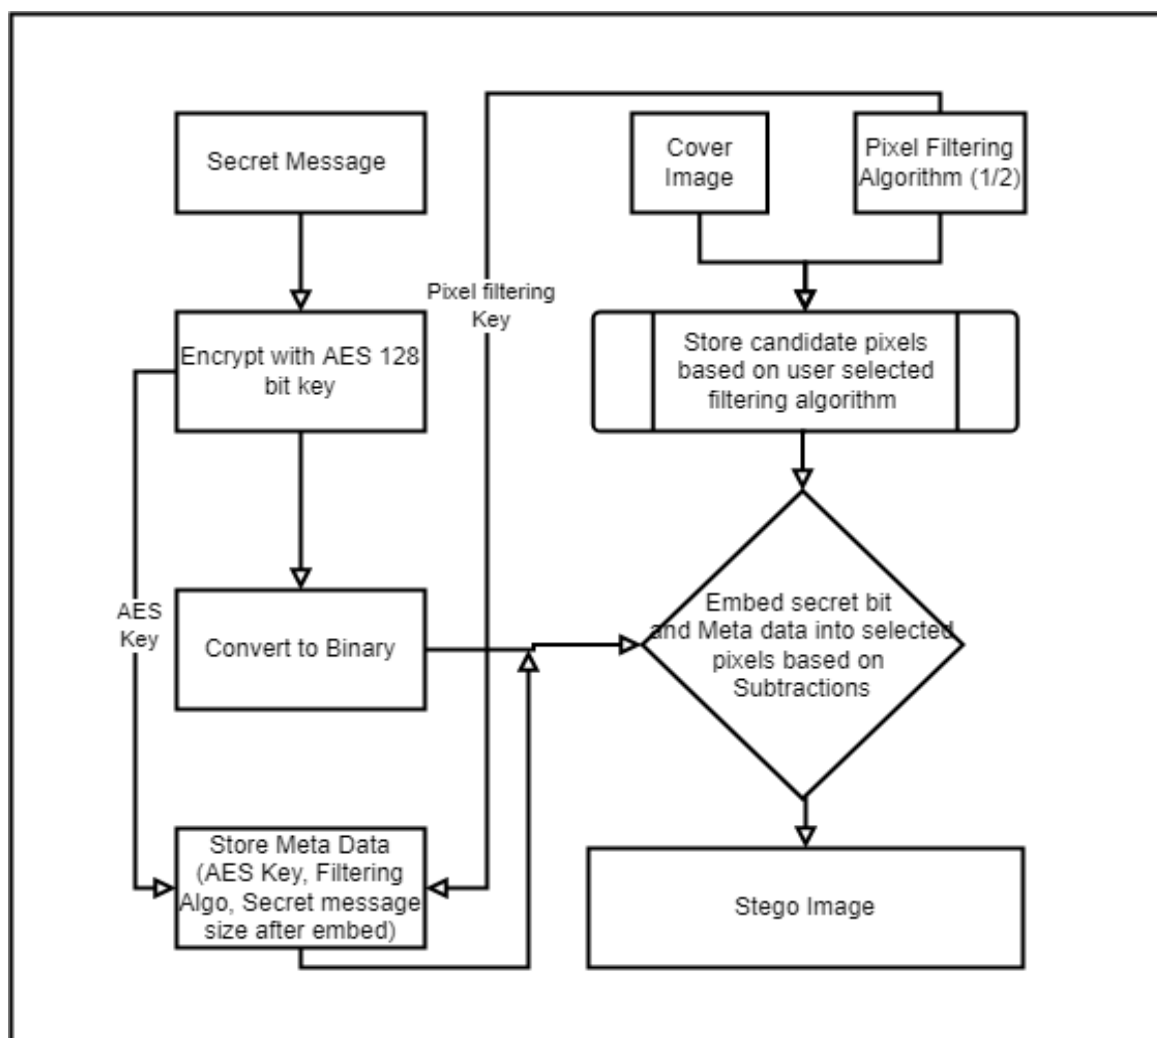 Secret Message
Cover
Image
Pixel Filtering
Algorithm (1/2)
Pixel filtering
Key
Encrypt with AES 128
bit key
Store candidate pixels
based on user selected
filtering algorithm
AES
Key
Convert to Binary
Embed secret bit
and Meta data into selected
pixels based on
Subtractions
Store Meta Data
(AES Key, Filtering
Algo, Secret message
size after embed)
Stego Image